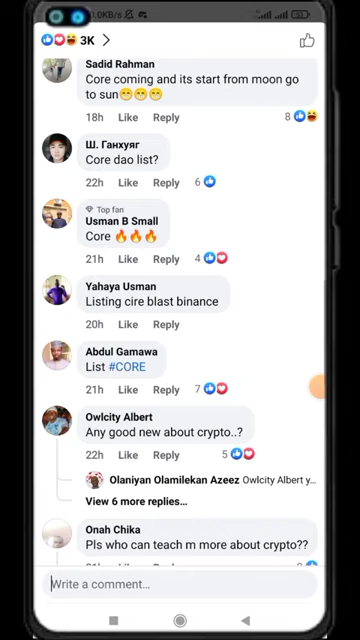 0.0KB/s
3K
Sadid Rahman
Core coming and its start from moon go
to sun😁😁😁
18h Like Reply 8
Ш. Ганхуяг
Core dao list?
22h Like Reply 6
Top fan
Usman B Small
Core 🔥🔥🔥
21h Like Reply 4
Yahaya Usman
Listing cire blast binance
20h Like Reply
Abdul Gamawa
List #CORE
21h Like Reply 7
Owlcity Albert
Any good new about crypto..?
22h Like Reply 5
Olaniyan Olamilekan Azeez Owlcity Albert y...
View 6 more replies...
Onah Chika
Pls who can teach m more about crypto??
Write a comment...